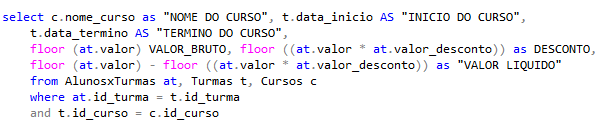 select c.nome_curso as "NOME DO CURSO", t.data_inicio AS "INICIO DO CURSO",
t.data_termino AS "TERMINO DO CURSO",
floor (at.valor) VALOR_BRUTO, floor ((at.valor * at.valor_desconto)) as DESCONTO,
floor (at.valor) - floor ((at.valor * at.valor_desconto)) as "VALOR LIQUIDO"
from AlunosxTurmas at, Turmas t, Cursos c
where at.id_turma = t.id_turma
and t.id_curso = c.id_curso